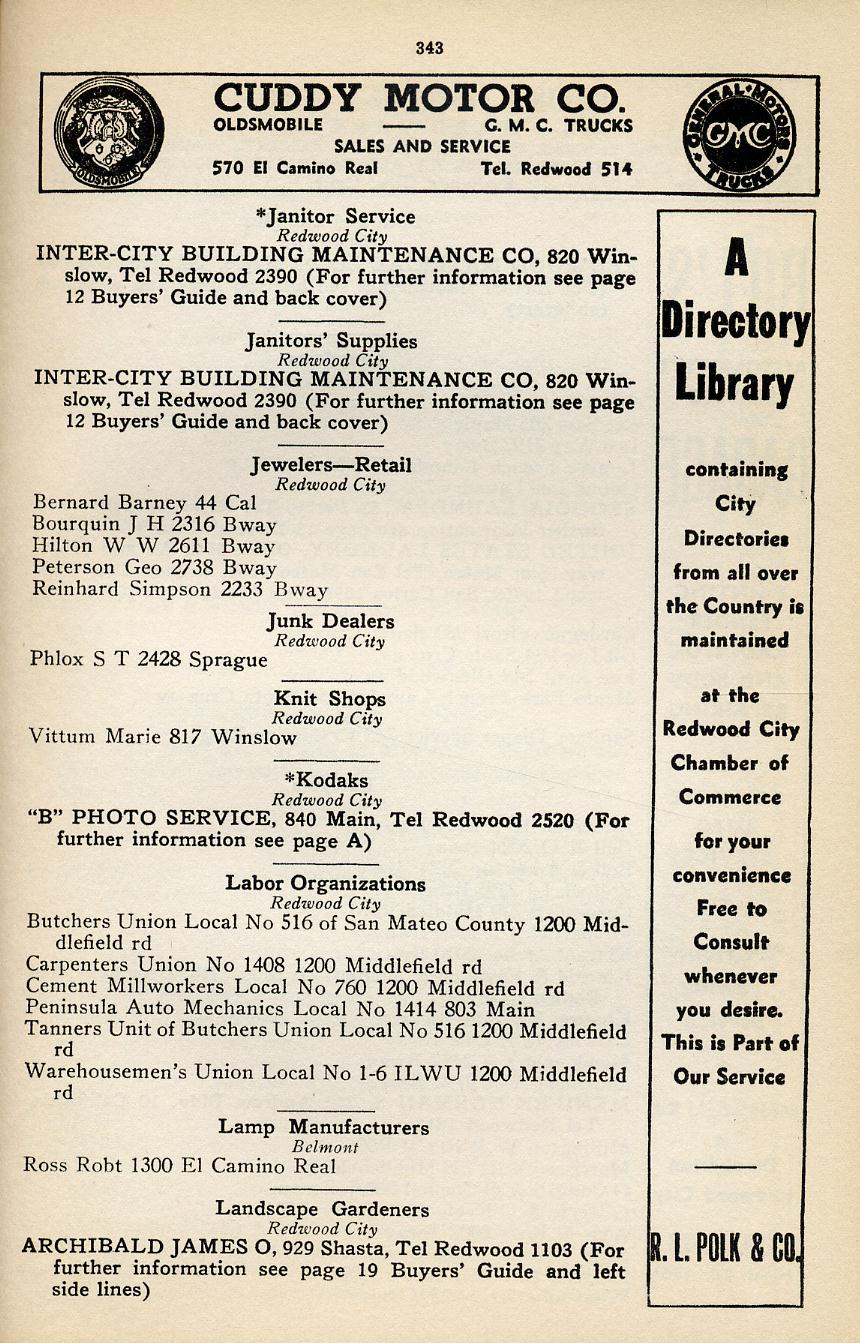 343
CUDDY MOTOR CO.
OLDSMOBILE — G. M. C. TRUCKS
SALES AND SERVICE
570 El Camino Real Tel. Redwood 514
OLDSMOBILE
GENERAL MOTORS
GMC
TRUCKS
*Janitor Service
Redwood City
INTER-CITY BUILDING MAINTENANCE CO, 820 Win-
slow, Tel Redwood 2390 (For further information see page
12 Buyers' Guide and back cover)
Janitors' Supplies
Redwood City
INTER-CITY BUILDING MAINTENANCE CO, 820 Win-
slow, Tel Redwood 2390 (For further information see page
12 Buyers' Guide and back cover)
Jewelers—Retail
Redwood City
Bernard Barney 44 Cal
Bourquin J H 2316 Bway
Hilton W W 2611 Bway
Peterson Geo 2738 Bway
Reinhard Simpson 2233 Bway
Junk Dealers
Redwood City
Phlox S T 2428 Sprague
Knit Shops
Redwood City
Vittum Marie 817 Winslow
*Kodaks
Redwood City
“B” PHOTO SERVICE, 840 Main, Tel Redwood 2520 (For
further information see page A)
Labor Organizations
Redwood City
Butchers Union Local No 516 of San Mateo County 1200 Mid-
dlefield rd
Carpenters Union No 1408 1200 Middlefield rd
Cement Millworkers Local No 760 1200 Middlefield rd
Peninsula Auto Mechanics Local No 1414 803 Main
Tanners Unit of Butchers Union Local No 516 1200 Middlefield
rd
Warehousemen's Union Local No 1-6 ILWU 1200 Middlefield
rd
Lamp Manufacturers
Belmont
Ross Robt 1300 El Camino Real
Landscape Gardeners
Redwood City
ARCHIBALD JAMES O, 929 Shasta, Tel Redwood 1103 (For
further information see page 19 Buyers' Guide and left
side lines)
A
Directory
Library
containing
City
Directories
from all over
the Country is
maintained
at the
Redwood City
Chamber of
Commerce
for your
convenience
Free to
Consult
whenever
you desire.
This is Part of
Our Service
R. L. POLK & CO.